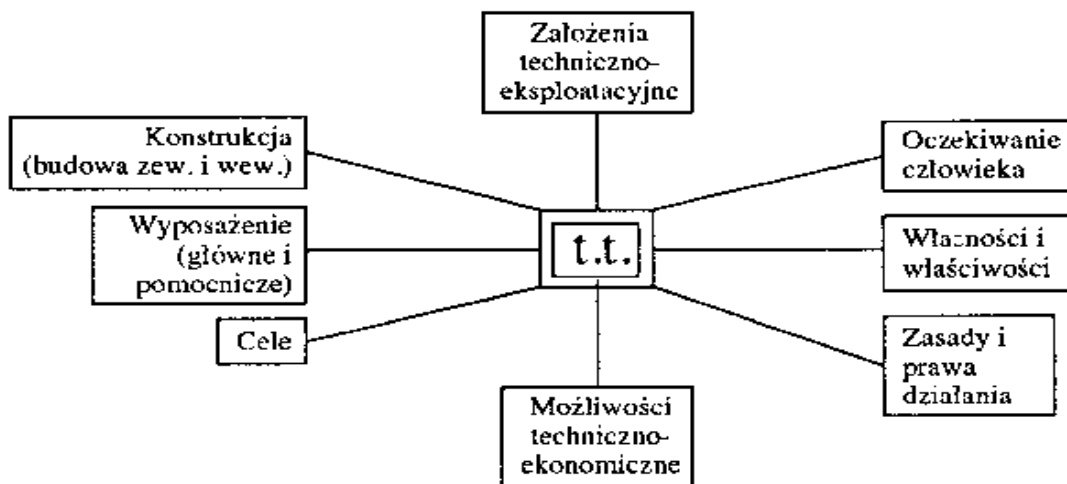 Założenia
techniczno-
eksploatacyjne
Konstrukcja
(budowa zew. i wew.)
Oczekiwanie
człowieka
Wyposażenie
(główne i
pomocnicze)
t.t.
Własności i
właściwości
Cele
Zasady i
prawa
działania
Możliwości
techniczno-
ekonomiczne